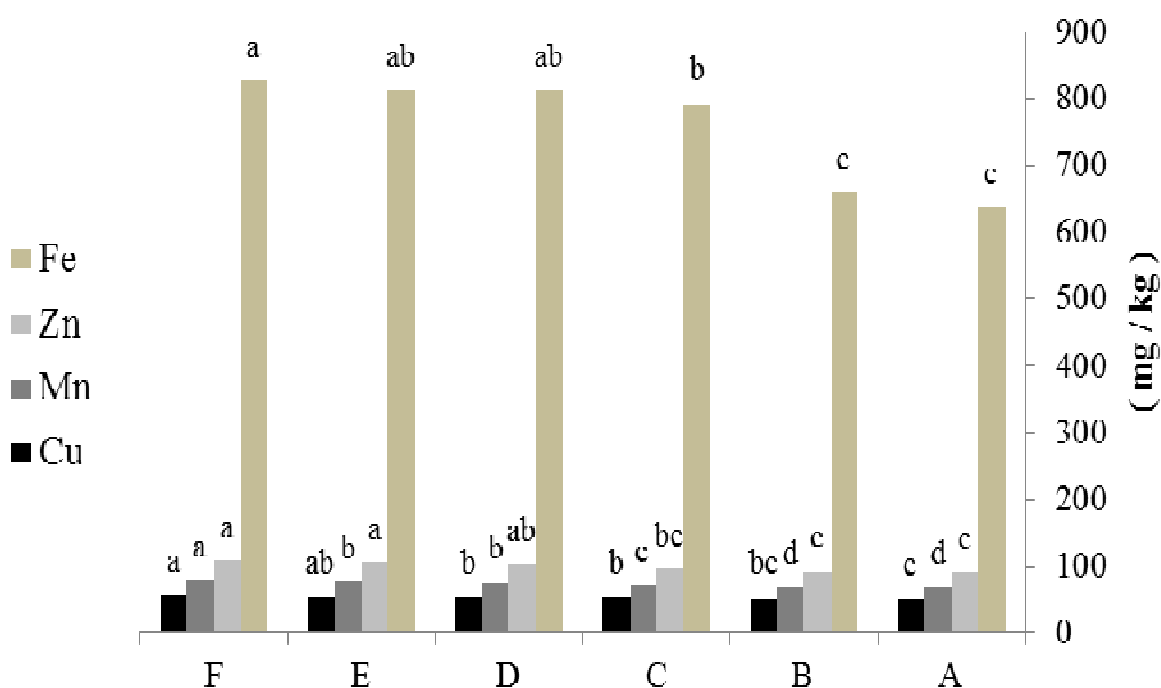 a ab ab b c c
900
800
700
600
500
400
300
200
100
0
( mg / kg )
Fe
Zn
Mn
Cu
a a a ab b a b b ab b c bc bc d c c d c
F E D C B A